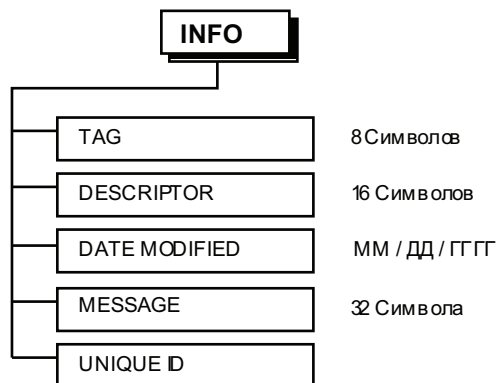 INFO
TAG 8 Символов
DESCRIPTOR 16 Символов
DATE MODIFIED ММ / ДД / ГГГГ
MESSAGE 32 Символа
UNIQUE ID